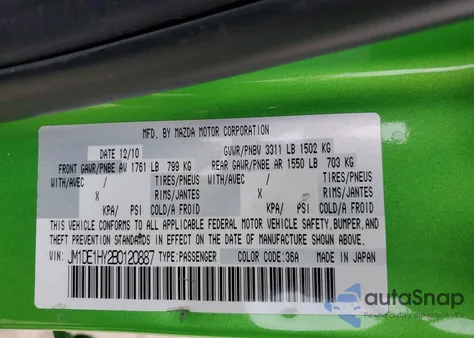 MFD. BY MAZDA MOTOR CORPORATION
DATE 12/10 GVWR/PNBV 3311 LB 1502 KG
FRONT GAWR/PNBE AV 1761 LB 799 KG REAR GAWR/PNBE AR 1550 LB 703 KG
WITH/AVEC / TIRES/PNEUS WITH/AVEC / TIRES/PNEUS
X RIMS/JANTES X RIMS/JANTES
KPA/ PSI COLD/A FROID KPA/ PSI COLD/A FROID
THIS VEHICLE CONFORMS TO ALL APPLICABLE FEDERAL MOTOR VEHICLE SAFETY, BUMPER, AND
THEFT PREVENTION STANDARDS IN EFFECT ON THE DATE OF MANUFACTURE SHOWN ABOVE.
VIN: JM1DE1HY2B0120887 TYPE:PASSENGER COLOR CODE:36A MADE IN JAPAN
autoSnap
Pewne auta z polskich i EU